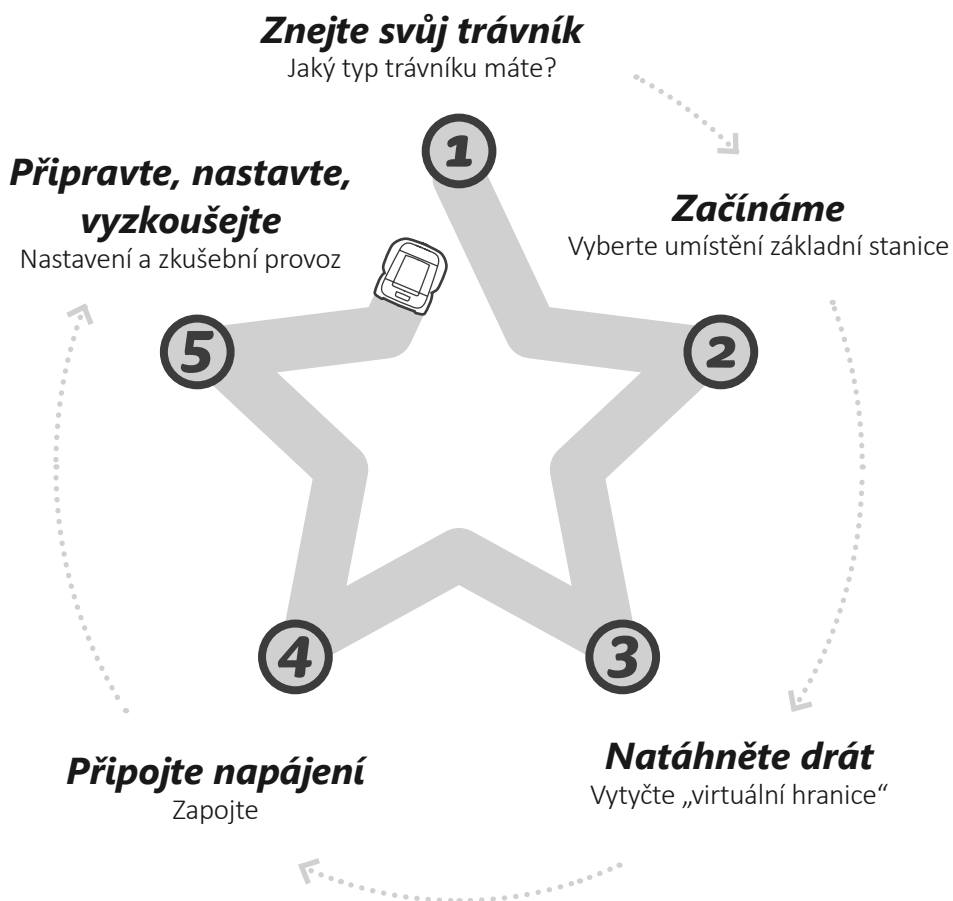 Znejte svůj trávník
Jaký typ trávníku máte?
1
Začínáme
Vyberte umístění základní stanice
2
Natáhněte drát
Vytyčte „virtuální hranice“
3
Připojte napájení
Zapojte
4
Připravte, nastavte,
vyzkoušejte
Nastavení a zkušební provoz
5